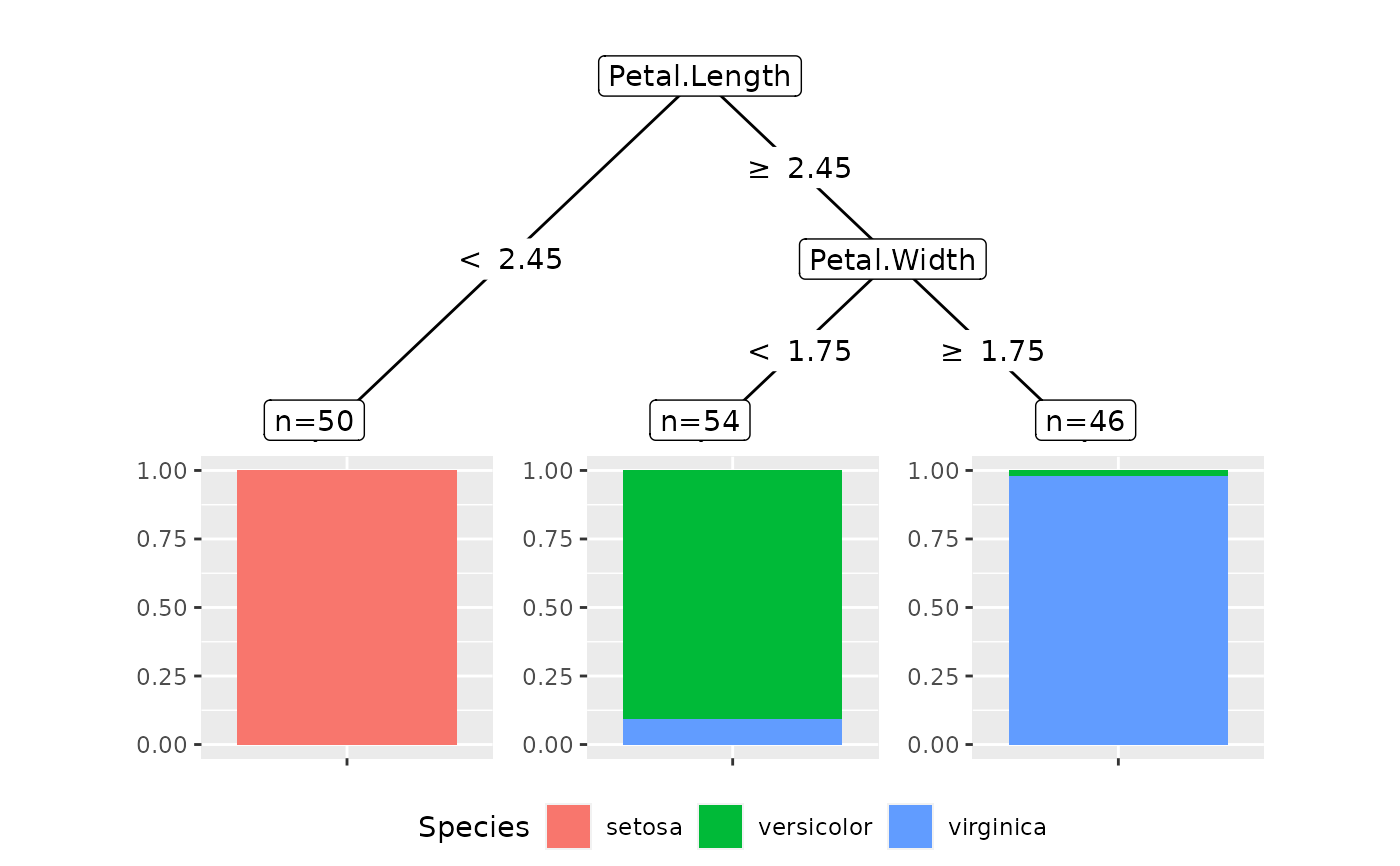 Petal.Length
≥ 2.45
< 2.45
Petal.Width
< 1.75 ≥ 1.75
n=50 n=54 n=46
1.00 1.00 1.00
0.75 0.75 0.75
0.50 0.50 0.50
0.25 0.25 0.25
0.00 0.00 0.00
Species setosa versicolor virginica